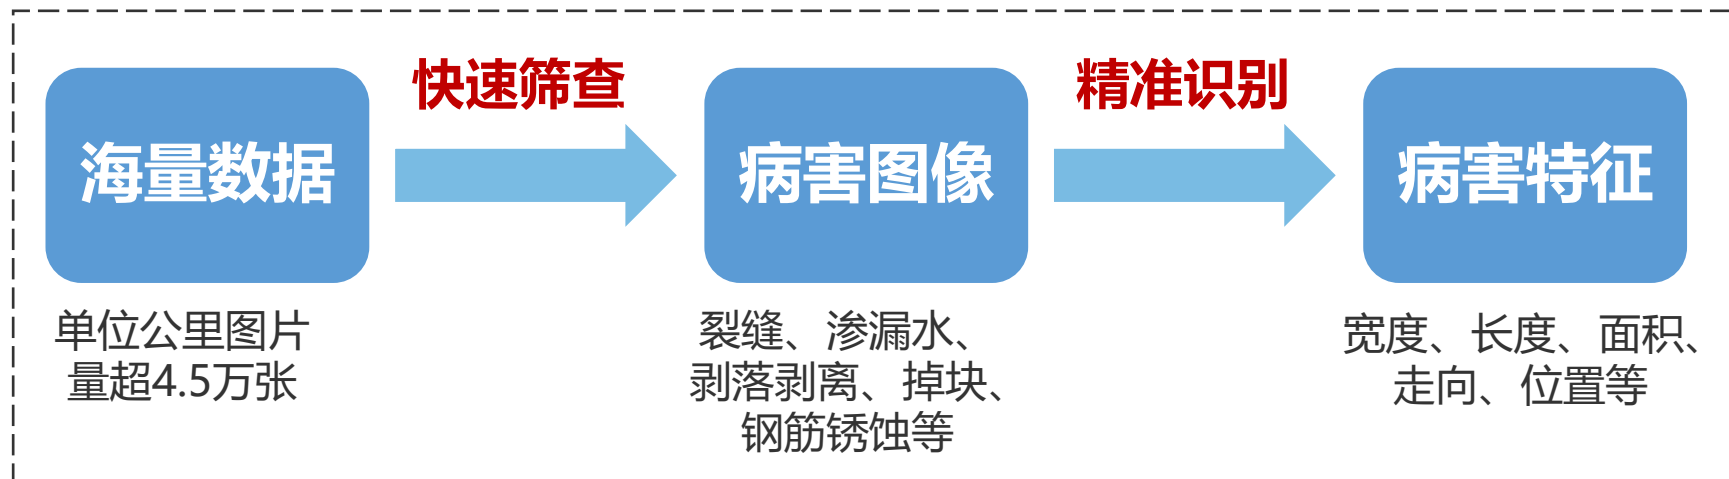 快速筛查
精准识别
海量数据
病害图像
病害特征
单位公里图片
量超4.5万张
裂缝、渗漏水、
剥落剥离、掉块、
钢筋锈蚀等
宽度、长度、面积、
走向、位置等